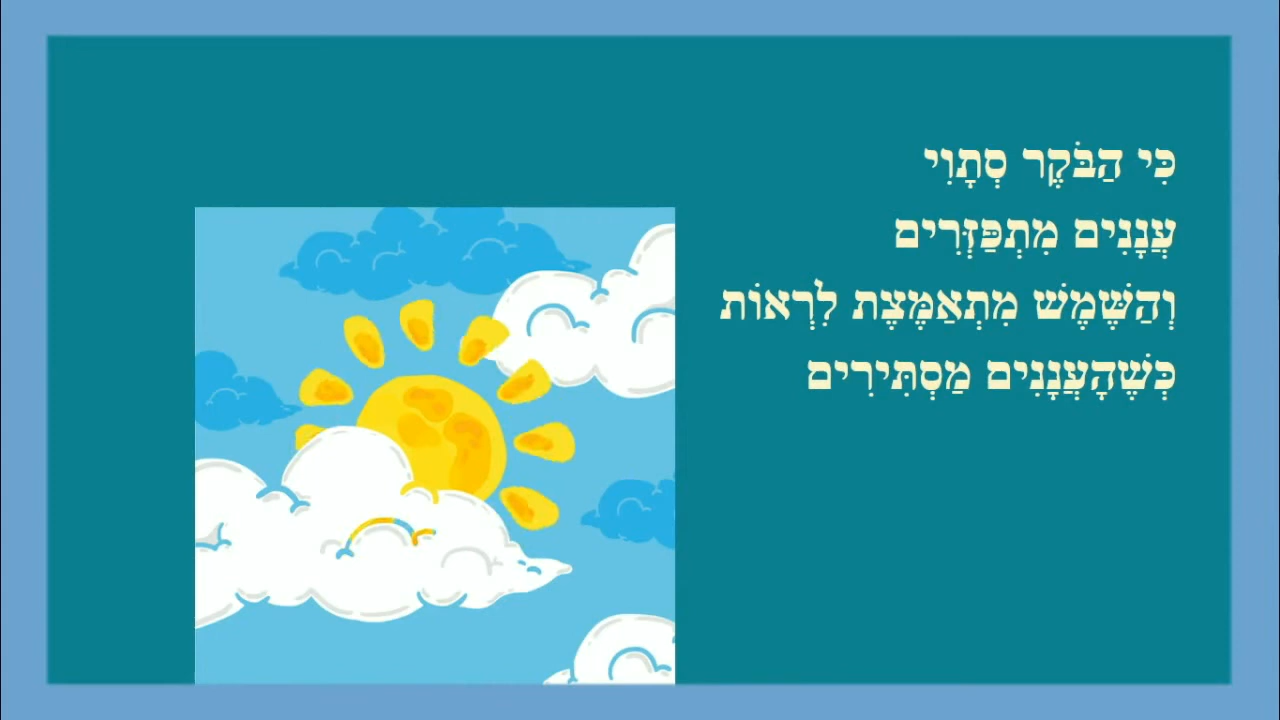 כִּי הַבֹּקֶר סְתָוִי
עֲנָנִים מִתְפַּזְּרִים
וְהַשֶּׁמֶשׁ מִתְאַמֶּצֶת לִרְאוֹת
כְּשֶׁהָעֲנָנִים מַסְתִּירִים